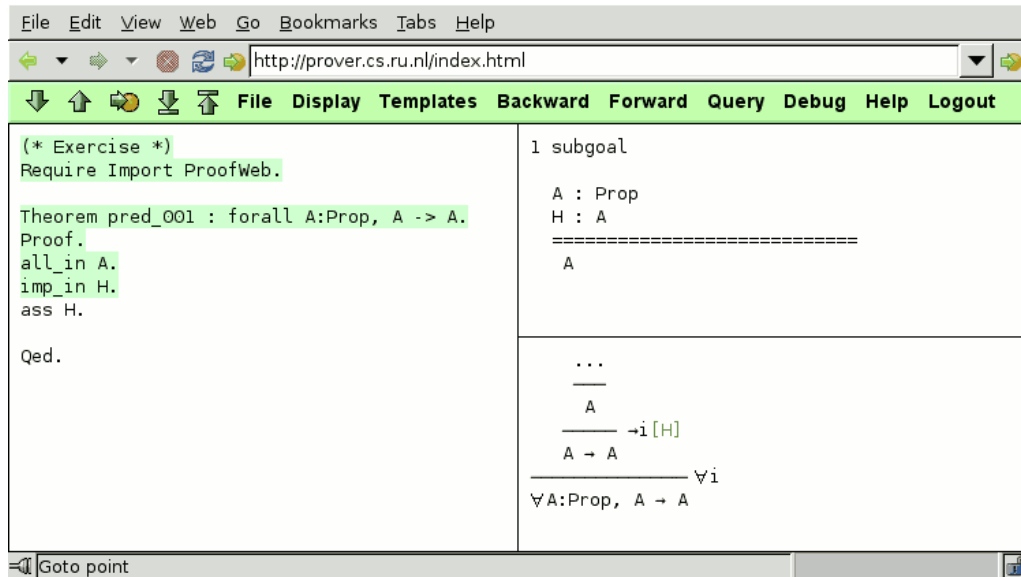 File Edit View Web Go Bookmarks Tabs Help
http://prover.cs.ru.nl/index.html
File Display Templates Backward Forward Query Debug Help Logout
(* Exercise *)
Require Import ProofWeb.
Theorem pred_001 : forall A:Prop, A -> A.
Proof.
all_in A.
imp_in H.
ass H.
Qed.
1 subgoal
A : Prop
H : A
============================
A
...
A
→i[H]
A → A
∀i
∀A:Prop, A → A
Goto point